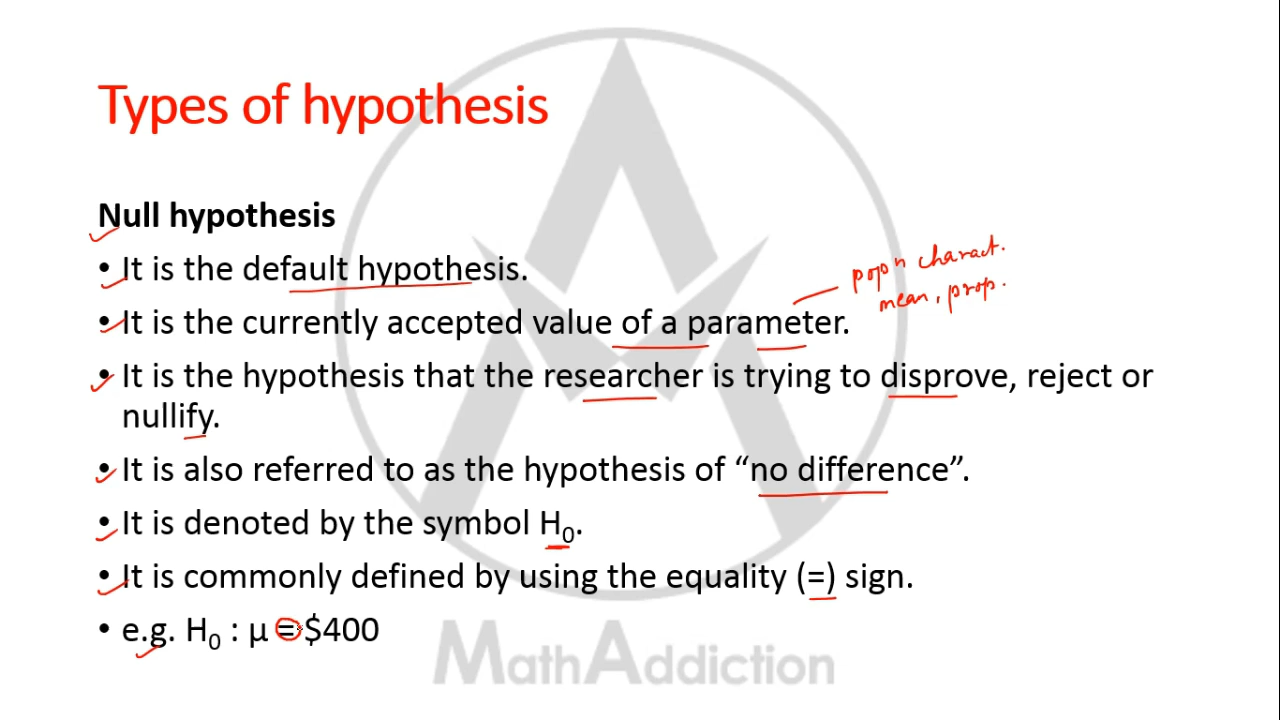 Types of hypothesis
Null hypothesis
• It is the default hypothesis.
popn charact.
mean, prop.
• It is the currently accepted value of a parameter.
• It is the hypothesis that the researcher is trying to disprove, reject or
nullify.
• It is also referred to as the hypothesis of “no difference”.
• It is denoted by the symbol H₀.
• It is commonly defined by using the equality (=) sign.
• e.g. H₀ : µ = $400
MathAddiction